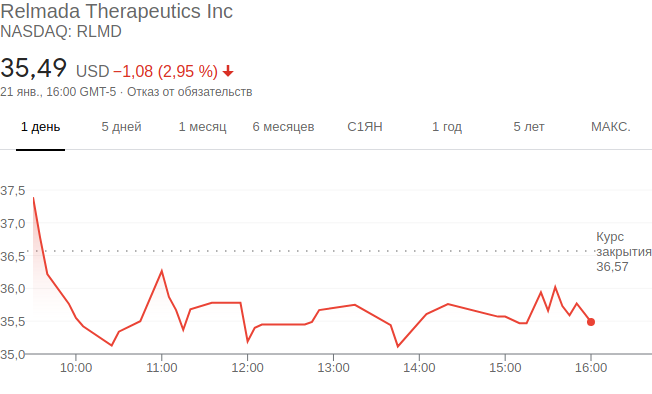 Relmada Therapeutics Inc
NASDAQ: RLMD
35,49 USD −1,08 (2,95 %)
21 янв., 16:00 GMT-5 · Отказ от обязательств
1 день 5 дней 1 месяц 6 месяцев С1ЯН 1 год 5 лет МАКС.
37,5
37,0
36,5
36,0
35,5
35,0
Курс
закрытия
36,57
10:00 11:00 12:00 13:00 14:00 15:00 16:00